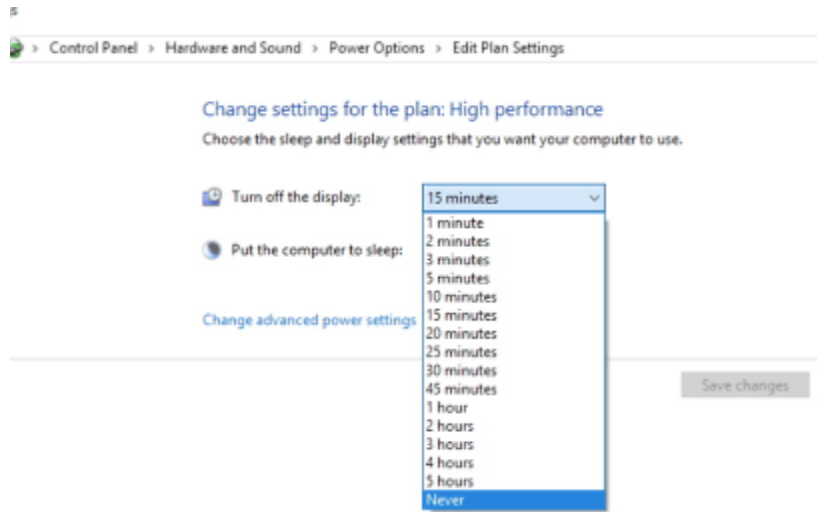 Control Panel > Hardware and Sound > Power Options > Edit Plan Settings
Change settings for the plan: High performance
Choose the sleep and display settings that you want your computer to use.
Turn off the display: 15 minutes
1 minute
2 minutes
3 minutes
5 minutes
10 minutes
15 minutes
20 minutes
25 minutes
30 minutes
45 minutes
1 hour
2 hours
3 hours
4 hours
5 hours
Never
Put the computer to sleep:
Change advanced power settings
Save changes